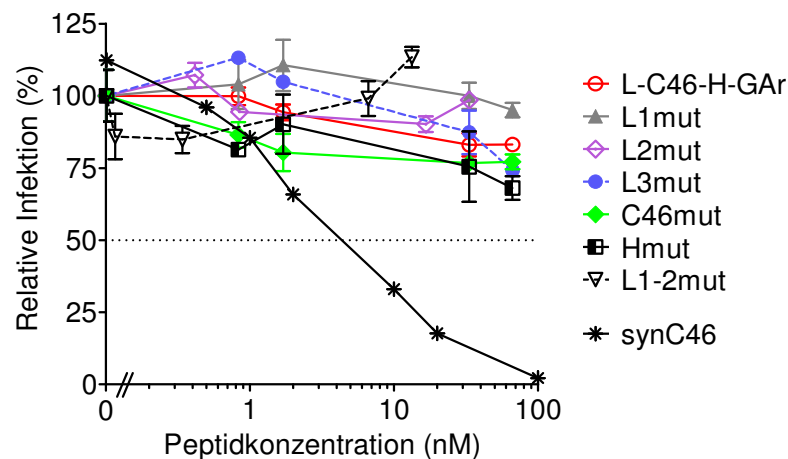 125
100
75
50
25
0
0
1
10
100
Relative Infektion (%)
Peptidkonzentration (nM)
L-C46-H-GAr
L1mut
L2mut
L3mut
C46mut
Hmut
L1-2mut
synC46